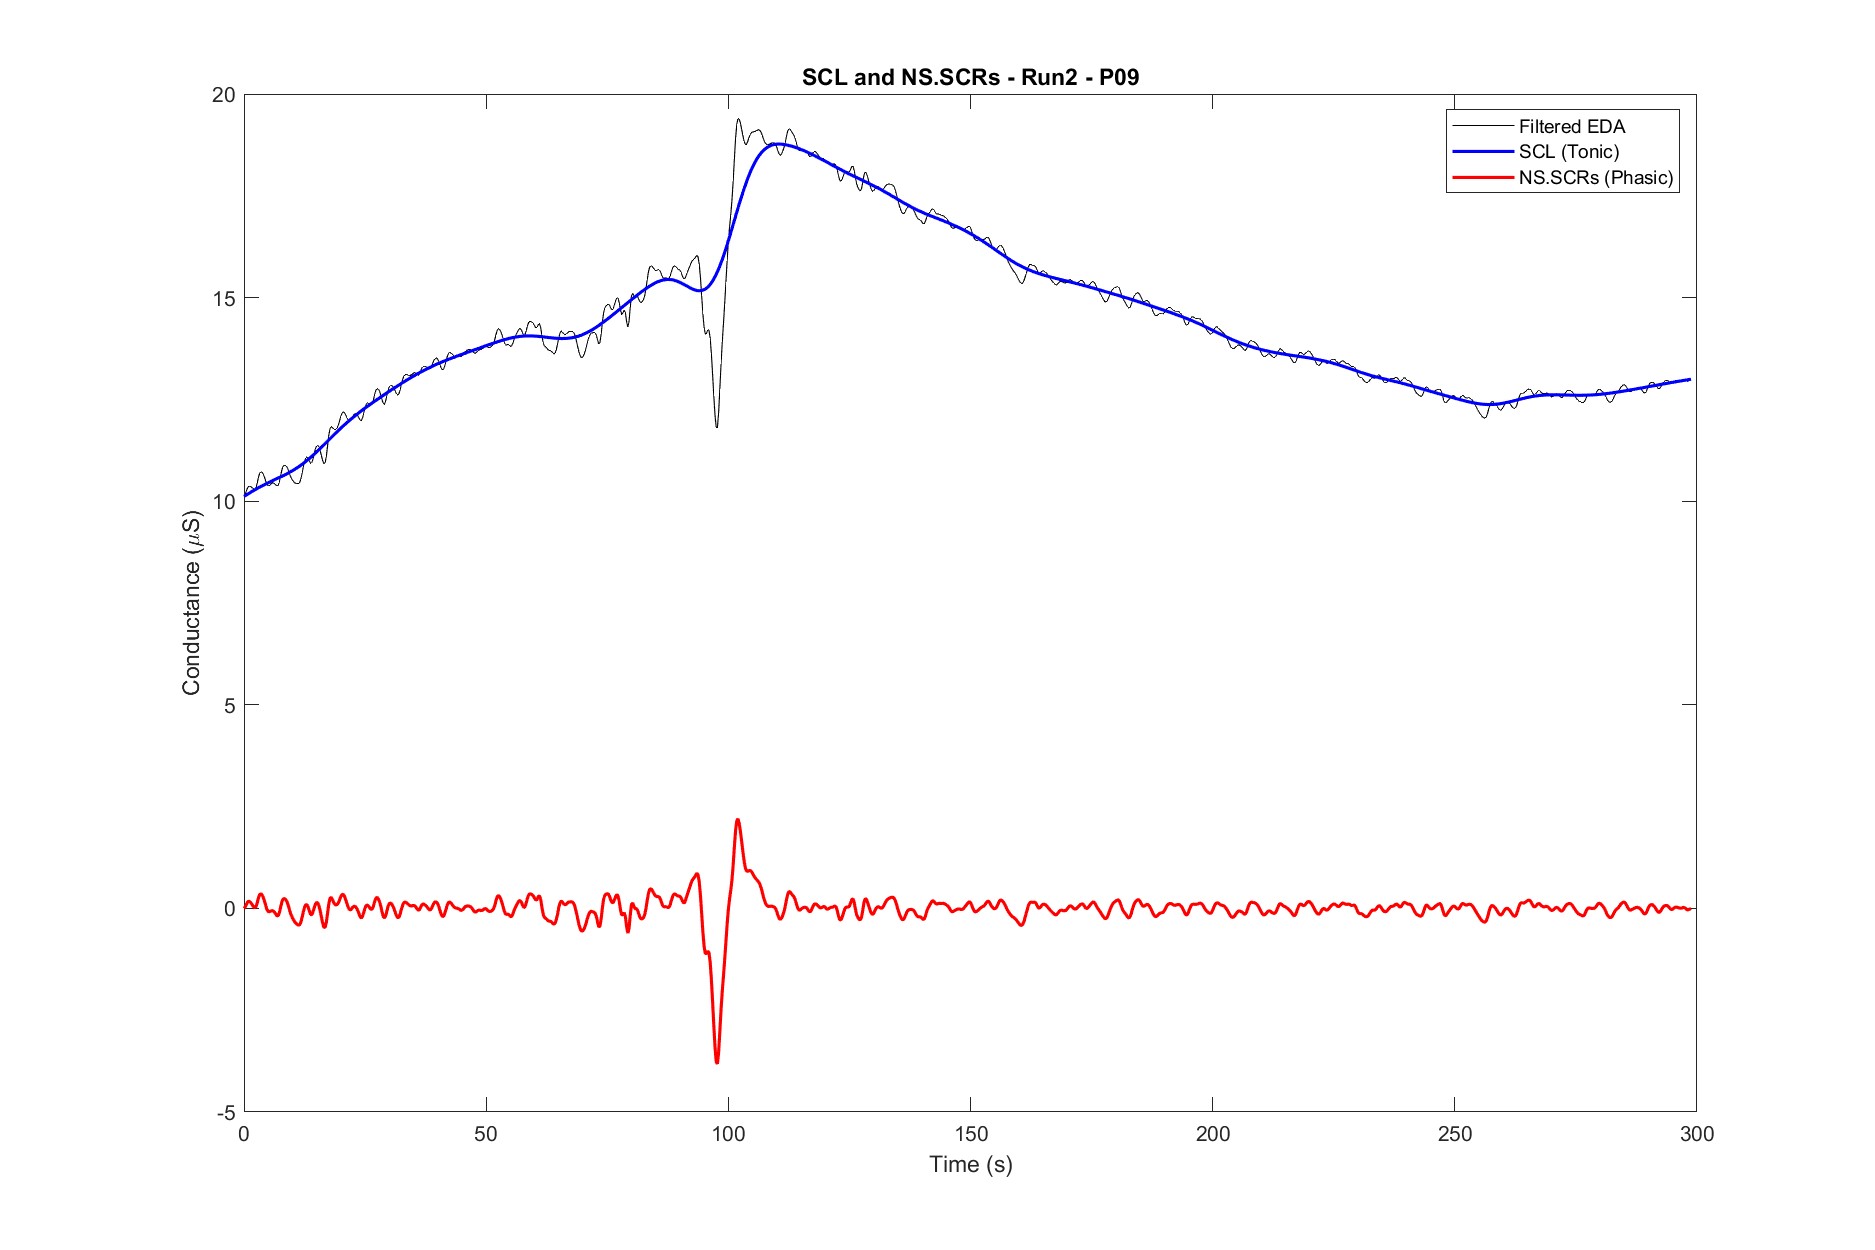 SCL and NS.SCRs - Run2 - P09
Filtered EDA
SCL (Tonic)
NS.SCRs (Phasic)
20
15
10
5
0
-5
Conductance (μS)
0 50 100 150 200 250 300
Time (s)